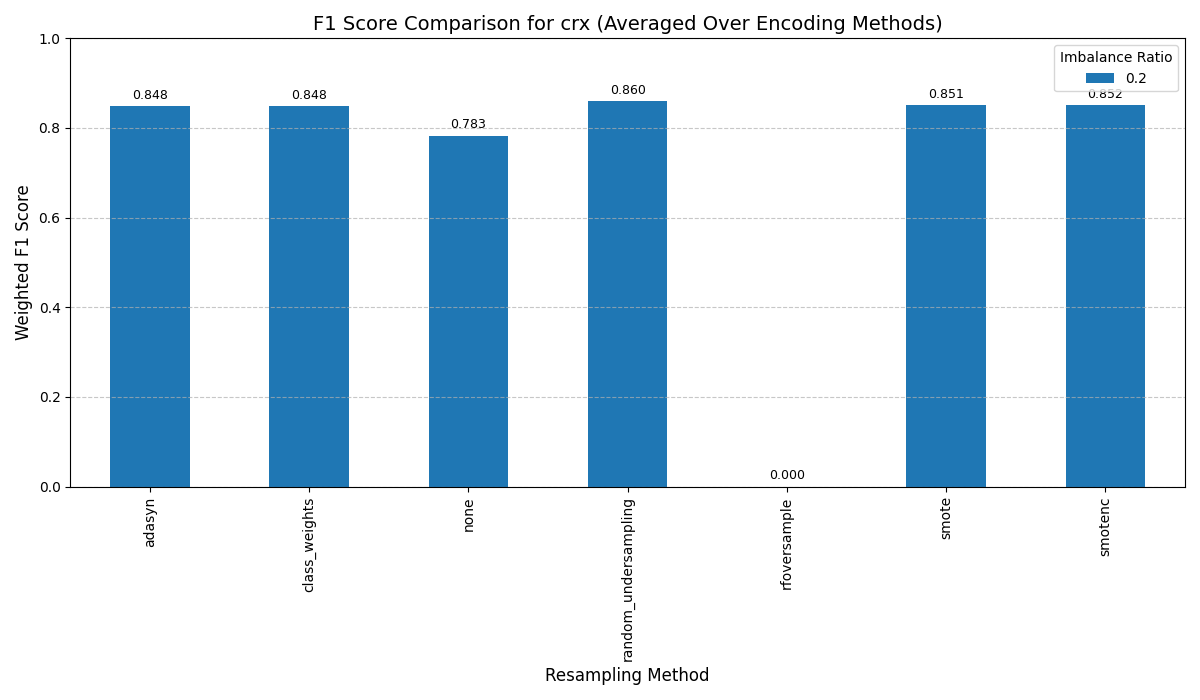 F1 Score Comparison for crx (Averaged Over Encoding Methods)
Imbalance Ratio
0.2
Weighted F1 Score
1.0
0.8
0.6
0.4
0.2
0.0
0.848
0.848
0.783
0.860
0.000
0.851
0.852
adasyn
class_weights
none
random_undersampling
rfoversample
smote
smotenc
Resampling Method